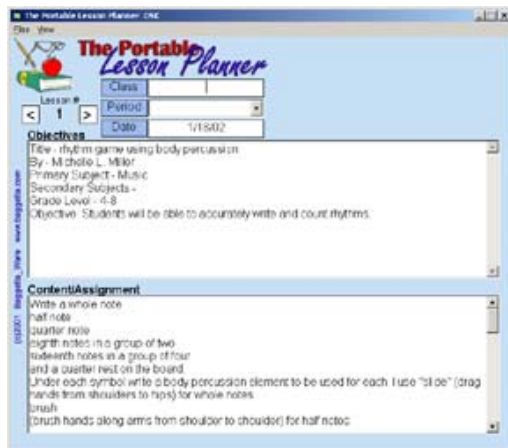 The Portable Lesson Planner
Files View
The Portable
Lesson Planner
Class
Lesson #
< 1 >
Period
Date 1/18/02
Objectives
Title - rhythm game using body percussion
By - Michelle L. Miller
Primary Subject - Music
Secondary Subjects -
Grade Level - 4-8
Objective: Students will be able to accurately write and count rhythms.
Content/Assignment
Write a whole note
half note
quarter note
eighth notes in a group of two
sixteenth notes in a group of four
and a quarter rest on the board.
Under each symbol write a body percussion element to be used for each. I use "slide" (drag
hands from shoulders to hips) for whole notes
brush
(brush hands along arms from shoulder to shoulder) for half notes